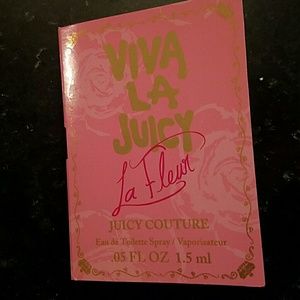 VIVA
LA
JUICY
La Fleur
JUICY COUTURE
Eau de Toilette Spray / Vaporisateur
.05 FL OZ 1.5 ml